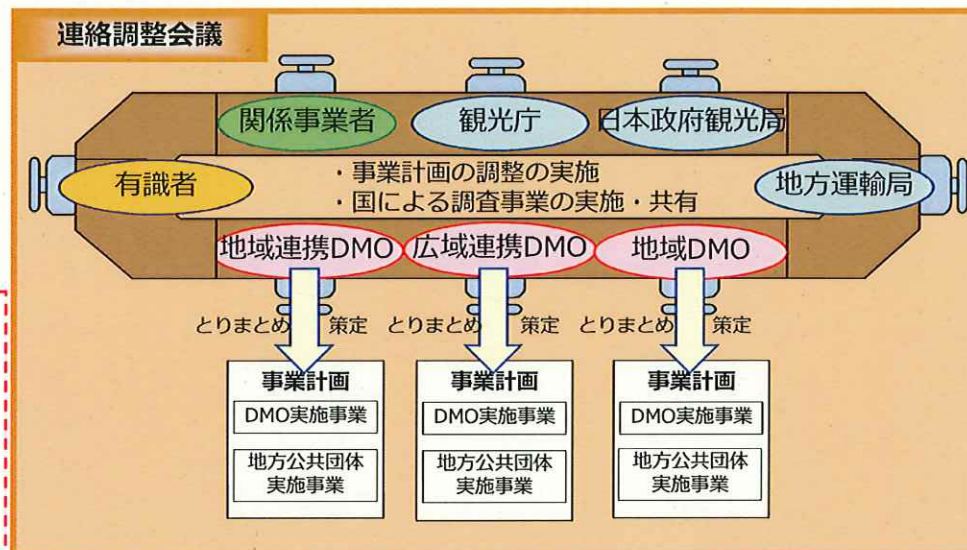 連絡調整会議
関係事業者
観光庁
日本政府観光局
有識者
・事業計画の調整の実施
・国による調査事業の実施・共有
地方運輸局
地域連携DMO
広域連携DMO
地域DMO
とりまとめ
策定
とりまとめ
策定
とりまとめ
策定
事業計画
DMO実施事業
地方公共団体
実施事業
事業計画
DMO実施事業
地方公共団体
実施事業
事業計画
DMO実施事業
地方公共団体
実施事業